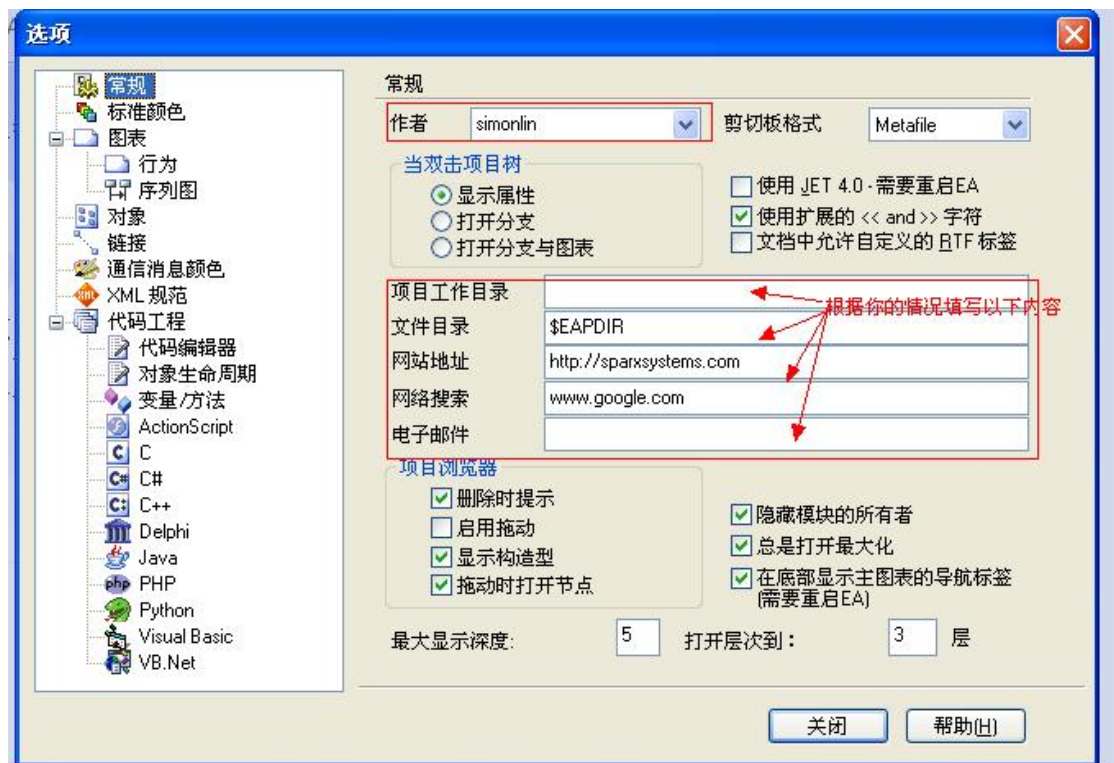 选项
常规
标准颜色
图表
行为
序列图
对象
链接
通信消息颜色
XML 规范
代码工程
代码编辑器
对象生命周期
变量/方法
ActionScript
C
C#
C++
Delphi
Java
PHP
Python
Visual Basic
VB.Net
常规
作者 simonlin 剪切板格式 Metafile
当双击项目树
显示属性
打开分支
打开分支与图表
使用 JET 4.0 - 需要重启EA
使用扩展的 << and >> 字符
文档中允许自定义的 RTF 标签
项目工作目录
根据你的情况填写以下内容
文件目录 $EAPDIR
网站地址 http://sparxsystems.com
网络搜索 www.google.com
电子邮件
项目浏览器
删除时提示
启用拖动
显示构造型
拖动时打开节点
隐藏模块的所有者
总是打开最大化
在底部显示主图表的导航标签
(需要重启EA)
最大显示深度: 5 打开层次到： 3 层
关闭 帮助(H)